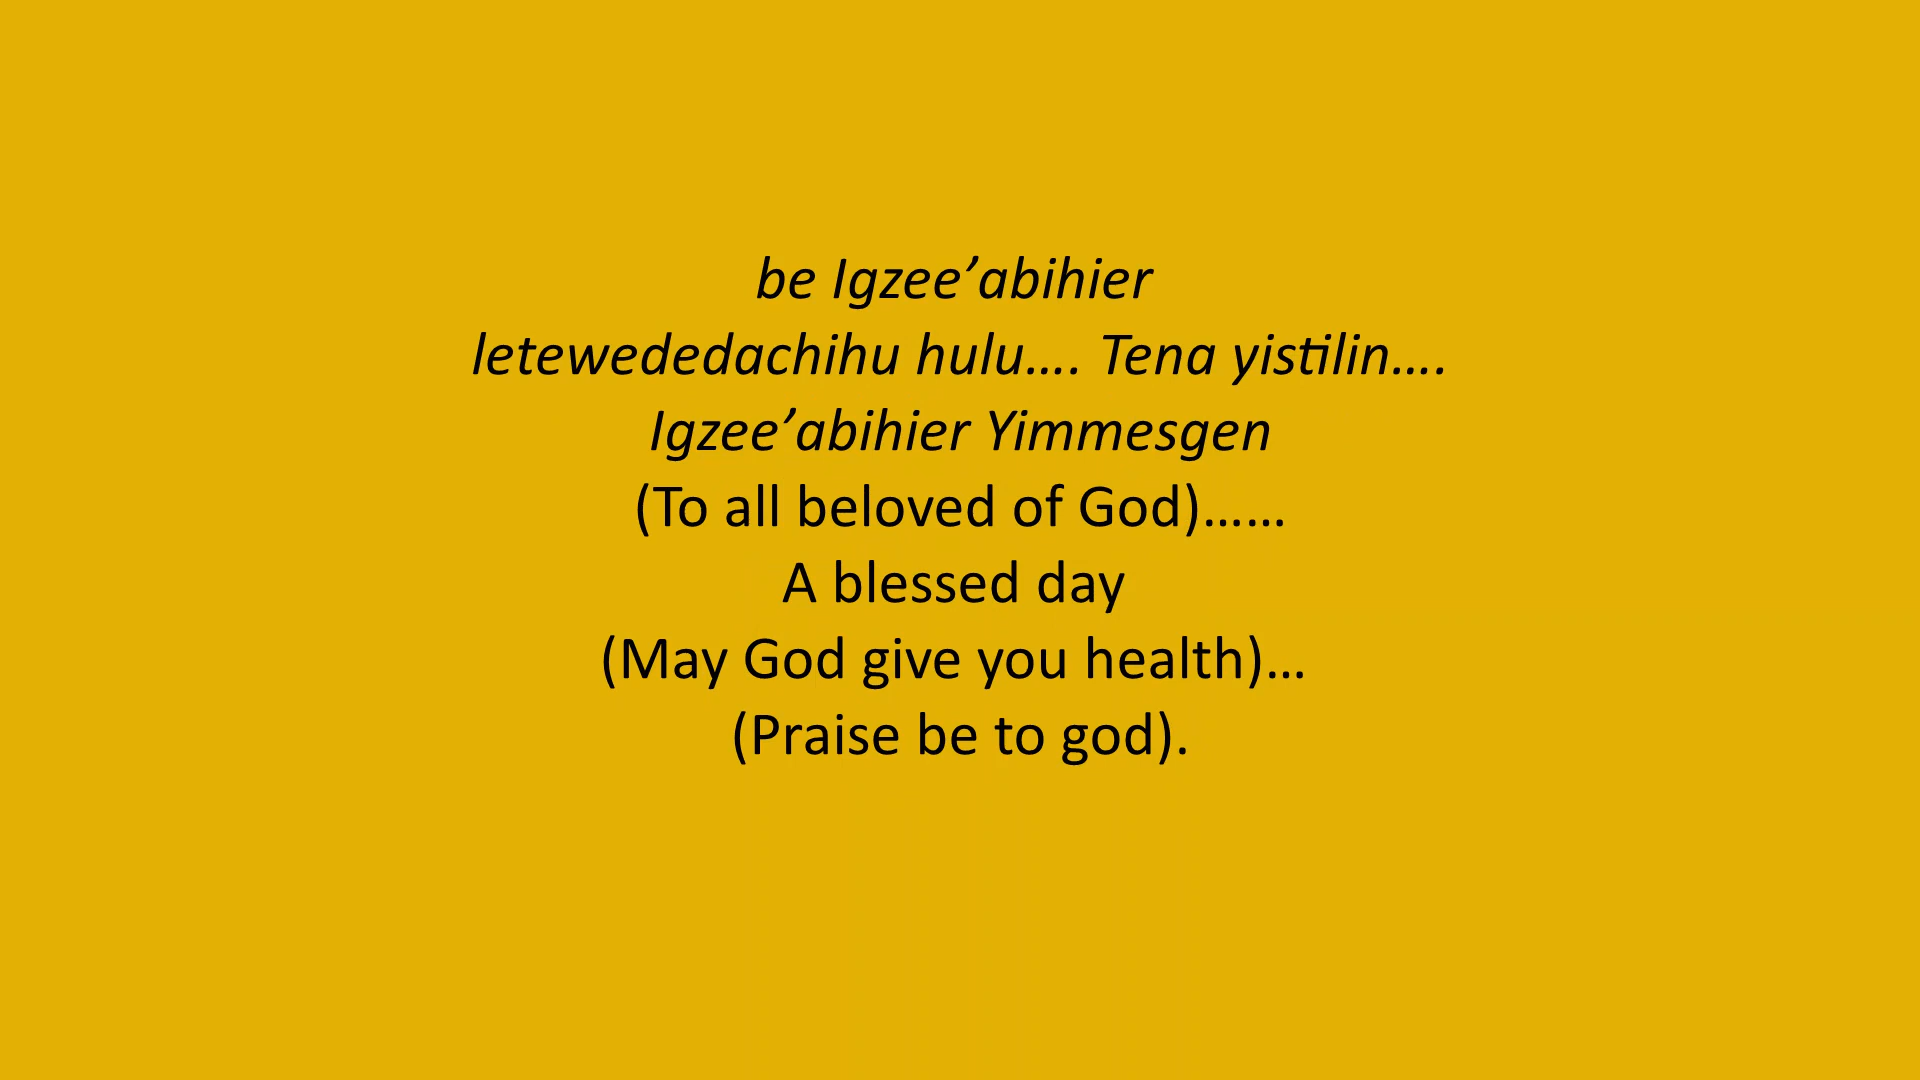 be Igzee’abihier
letewededachihu hulu…. Tena yistilin….
Igzee’abihier Yimmesgen
(To all beloved of God)……
A blessed day
(May God give you health)…
(Praise be to god).